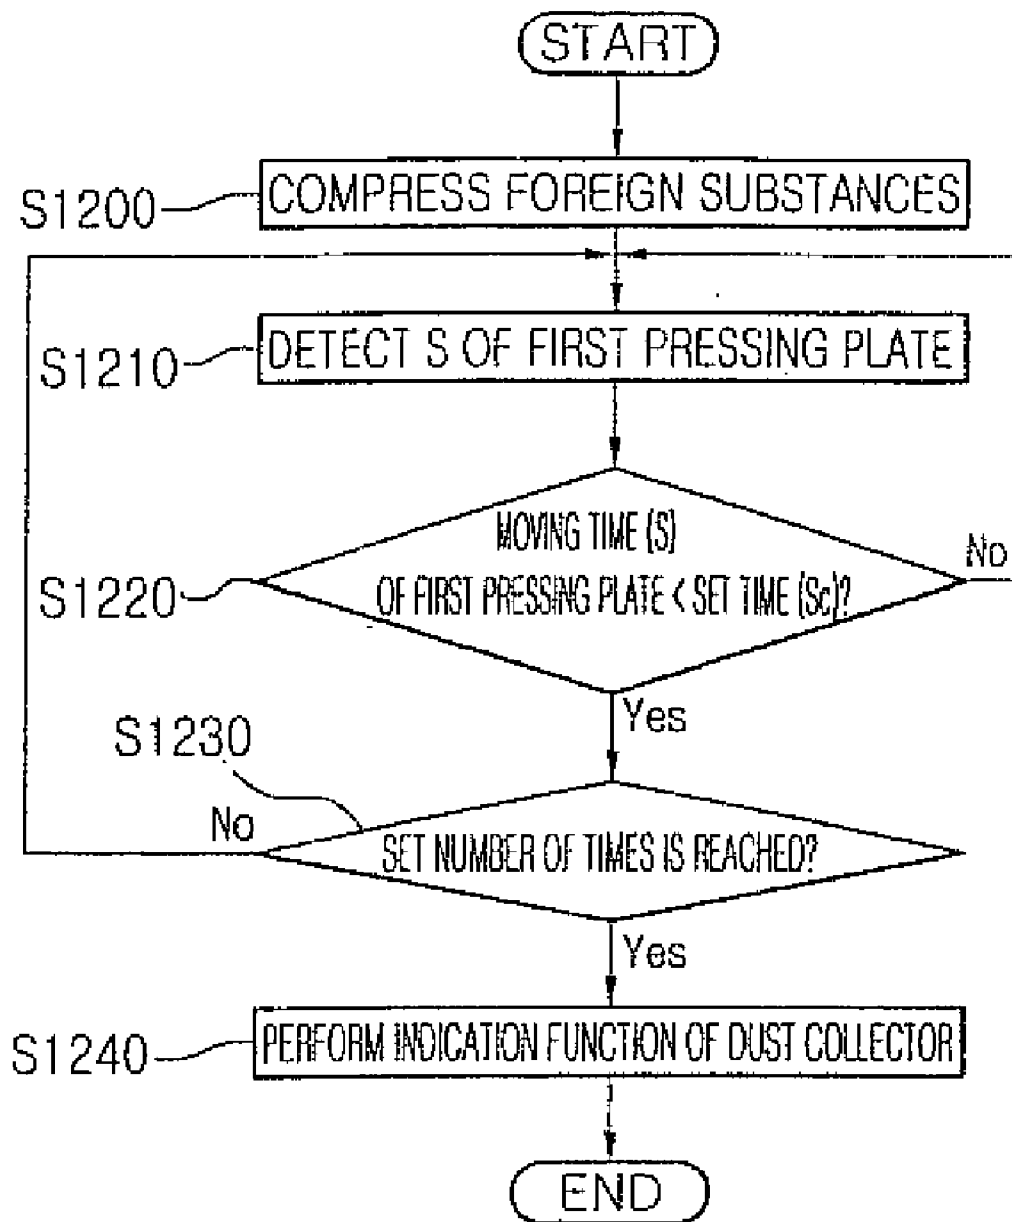 START
S1200
COMPRESS FOREIGN SUBSTANCES
S1210
DETECT S OF FIRST PRESSING PLATE
MOVING TIME (S)
No
S1220
OF FIRST PRESSING PLATE < SET TIME (Sc)?
Yes
S1230
No
SET NUMBER OF TIMES IS REACHED?
Yes
S1240
PERFORM INDICATION FUNCTION OF DUST COLLECTOR
END